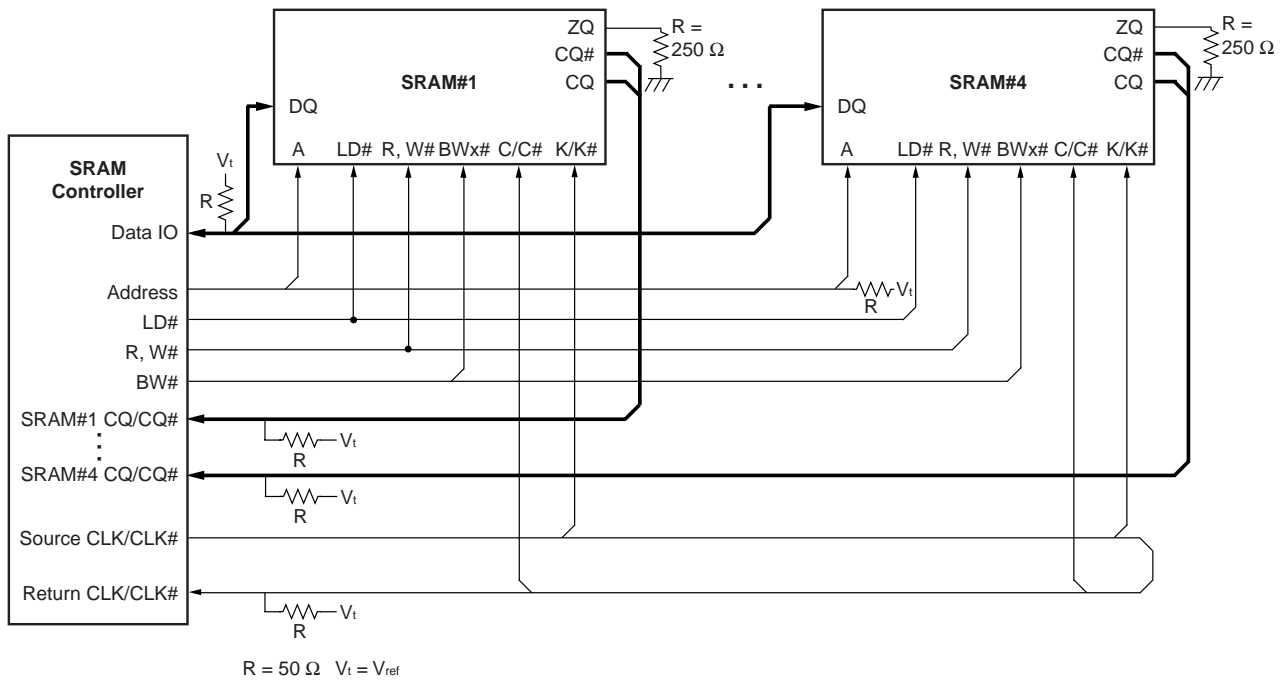 ZQ
CQ#
CQ
R =
250 Ω
SRAM#1
DQ
A LD# R, W# BWx# C/C# K/K#
. . .
ZQ
CQ#
CQ
R =
250 Ω
SRAM#4
DQ
A LD# R, W# BWx# C/C# K/K#
SRAM
Controller
Vt
R
Data IO
Address
R
Vt
LD#
R, W#
BW#
SRAM#1 CQ/CQ#
Vt
R
SRAM#4 CQ/CQ#
Vt
R
Source CLK/CLK#
Return CLK/CLK#
Vt
R
R = 50 Ω Vt = Vref